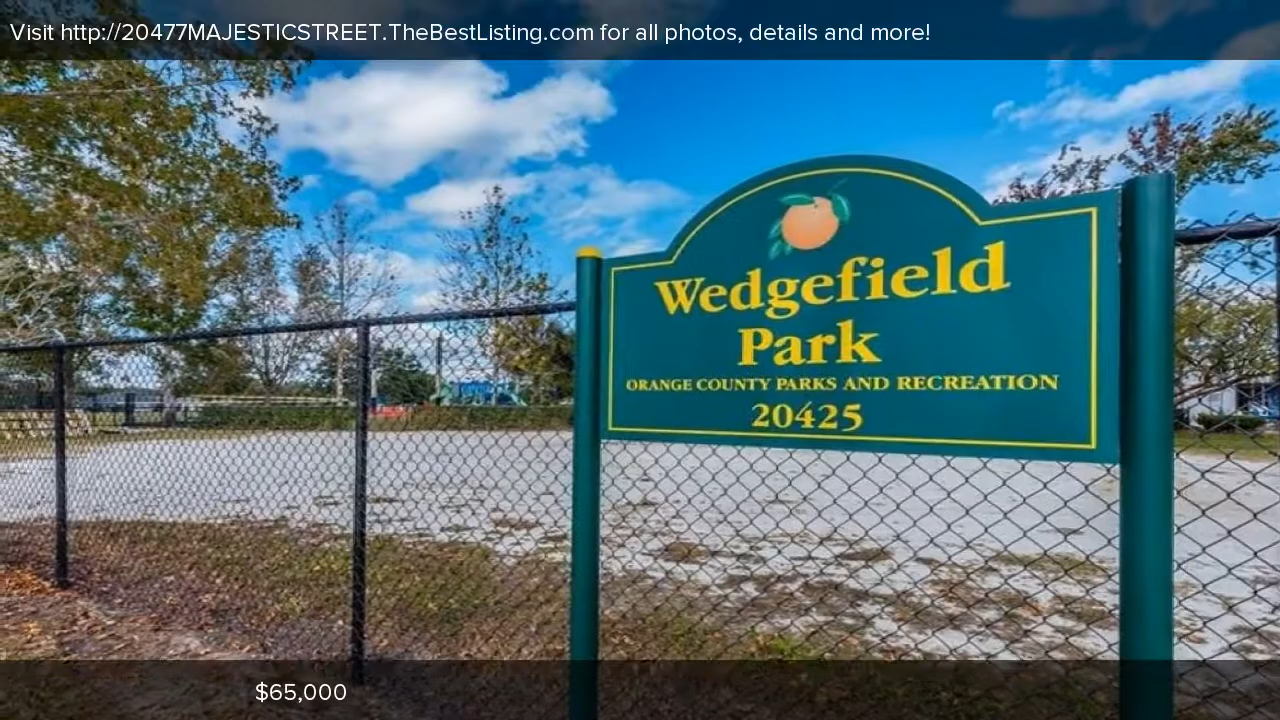 Visit http://20477MAJESTICSTREET.TheBestListing.com for all photos, details and more!
Wedgefield
Park
ORANGE COUNTY PARKS AND RECREATION
20425
$65,000